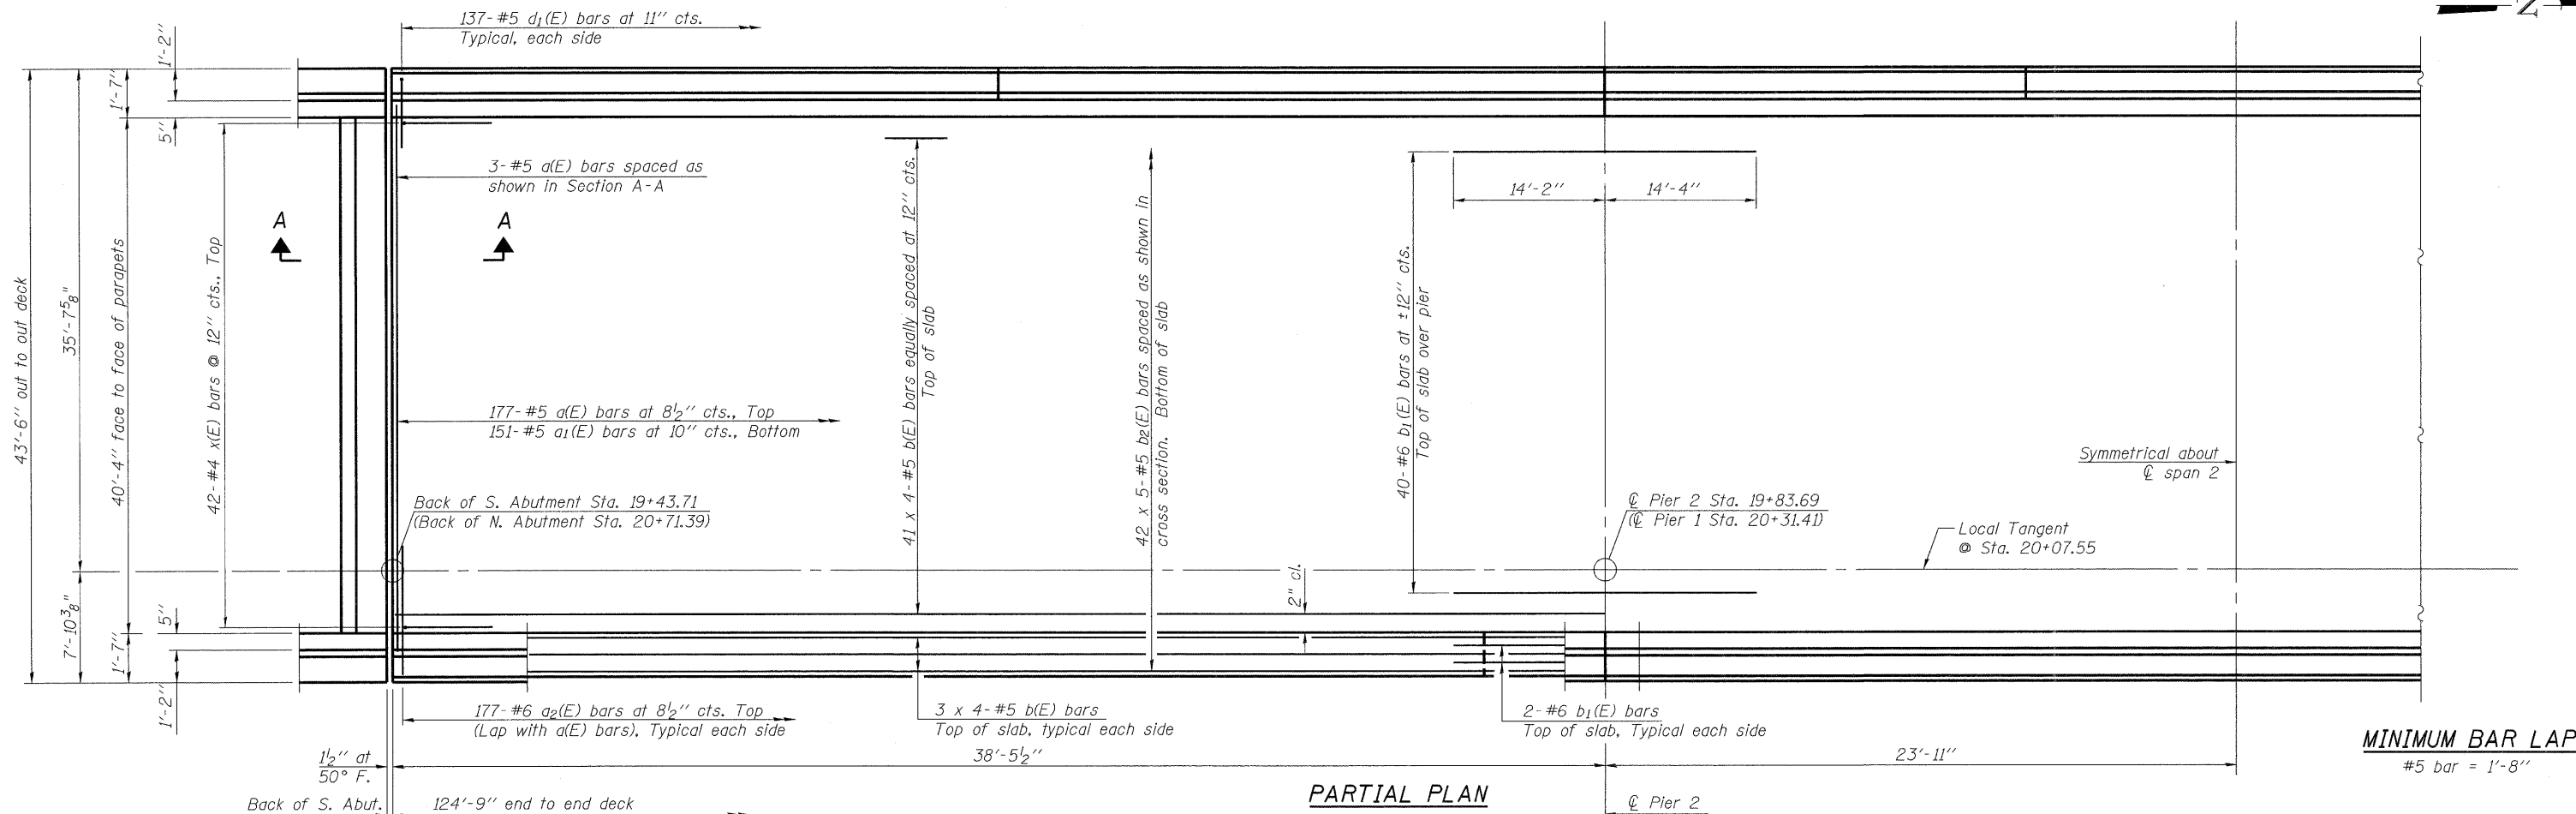 137-#5 d1(E) bars at 11" cts.
Typical, each side
Z
1'-2"
1'-7"
5"
3-#5 a(E) bars spaced as
shown in Section A-A
A
A
43'-6" out to out deck
35'-7 5/8"
40'-4" face to face of parapets
42-#4 x(E) bars @ 12" cts., Top
41 x 4-#5 b(E) bars equally spaced at 12" cts.
Top of slab
42 x 5-#5 b2(E) bars spaced as shown in
cross section. Bottom of slab
14'-2"
14'-4"
40-#6 b1(E) bars at ±12" cts.
Top of slab over pier
177-#5 a(E) bars at 8 1/2" cts., Top
151-#5 a1(E) bars at 10" cts., Bottom
Symmetrical about
℄ span 2
Back of S. Abutment Sta. 19+43.71
(Back of N. Abutment Sta. 20+71.39)
℄ Pier 2 Sta. 19+83.69
(℄ Pier 1 Sta. 20+31.41)
Local Tangent
@ Sta. 20+07.55
2" cl.
7'-10 3/8"
1'-7"
5"
1'-2"
177-#6 a2(E) bars at 8 1/2" cts. Top
(Lap with a(E) bars), Typical each side
3 x 4-#5 b(E) bars
Top of slab, typical each side
2-#6 b1(E) bars
Top of slab, Typical each side
1 1/2" at
50° F.
38'-5 1/2"
23'-11"
MINIMUM BAR LAP
#5 bar = 1'-8"
Back of S. Abut.
124'-9" end to end deck
PARTIAL PLAN
℄ Pier 2